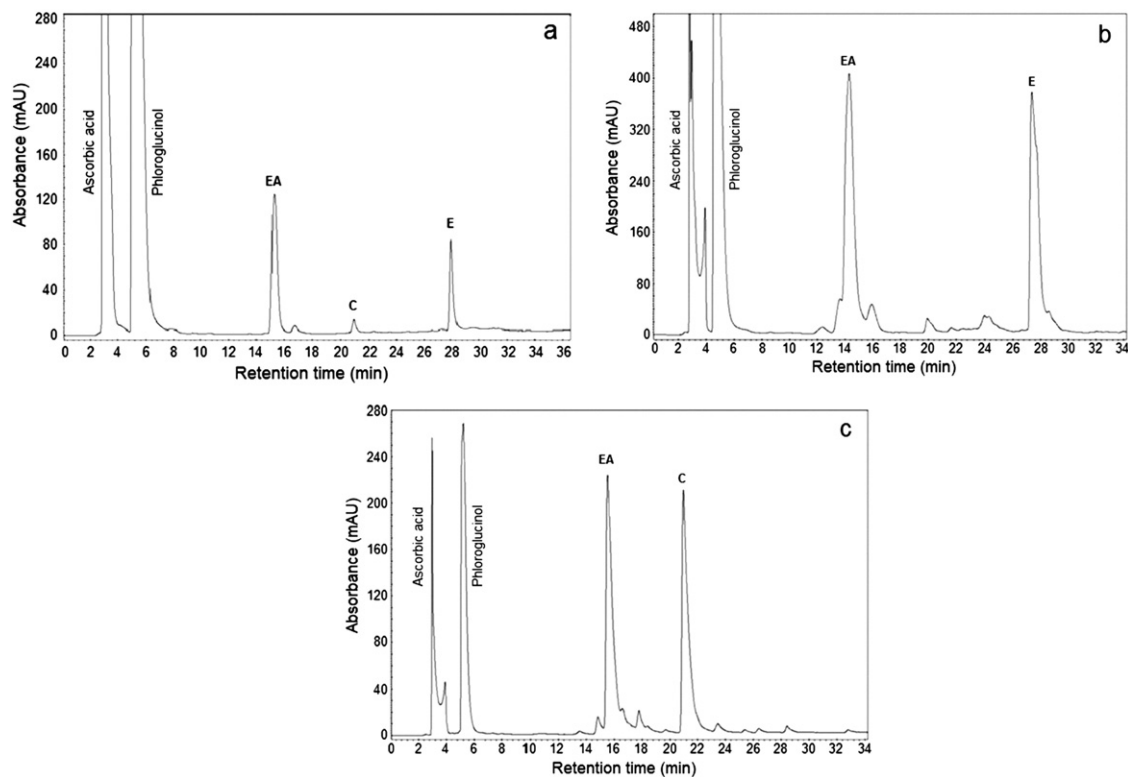 a
280
240
200
160
120
80
40
0
Absorbance (mAU)
Ascorbic acid
Phloroglucinol
EA
C
E
0 2 4 6 8 10 12 14 16 18 20 22 24 26 28 30 32 34 36
Retention time (min)
b
480
400
320
240
160
80
0
Absorbance (mAU)
Ascorbic acid
Phloroglucinol
EA
E
0 2 4 6 8 10 12 14 16 18 20 22 24 26 28 30 32 34
Retention time (min)
c
280
240
200
160
120
80
40
0
Absorbance (mAU)
Ascorbic acid
Phloroglucinol
EA
C
0 2 4 6 8 10 12 14 16 18 20 22 24 26 28 30 32 34
Retention time (min)